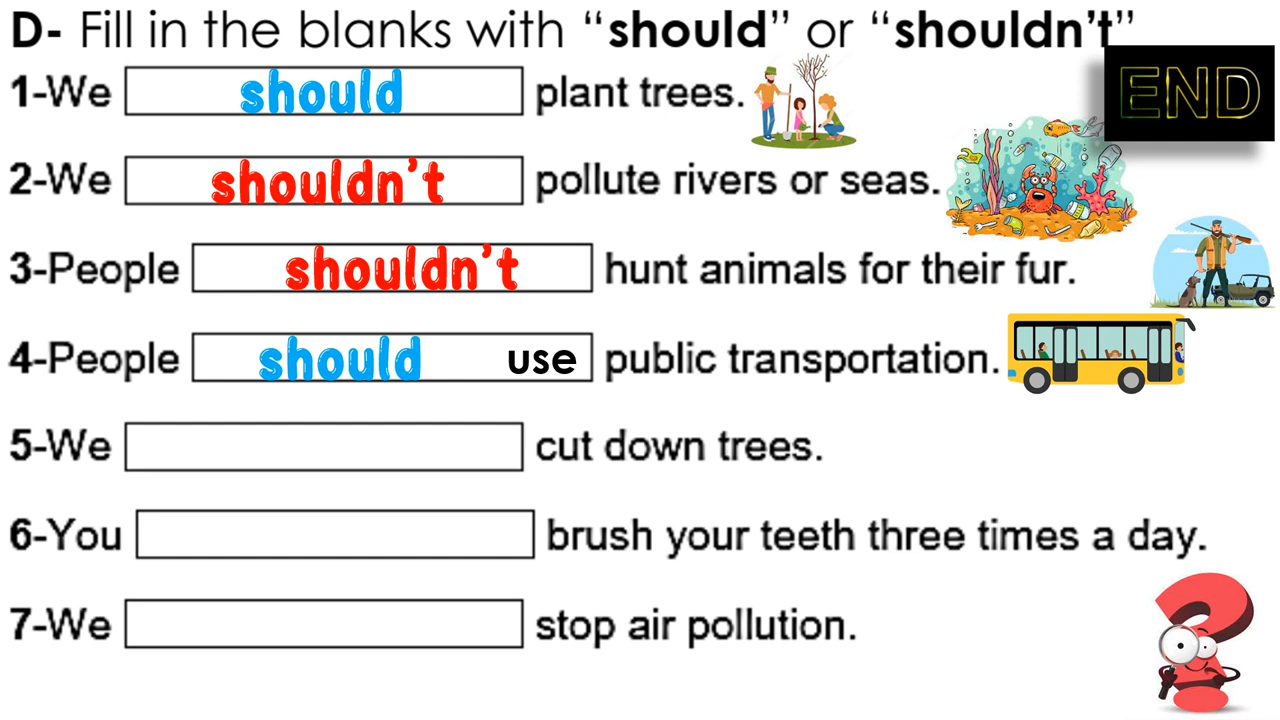 D- Fill in the blanks with “should” or “shouldn’t”
END
1-We should plant trees.
2-We shouldn’t pollute rivers or seas.
3-People shouldn’t hunt animals for their fur.
4-People should use public transportation.
5-We cut down trees.
6-You brush your teeth three times a day.
7-We stop air pollution.